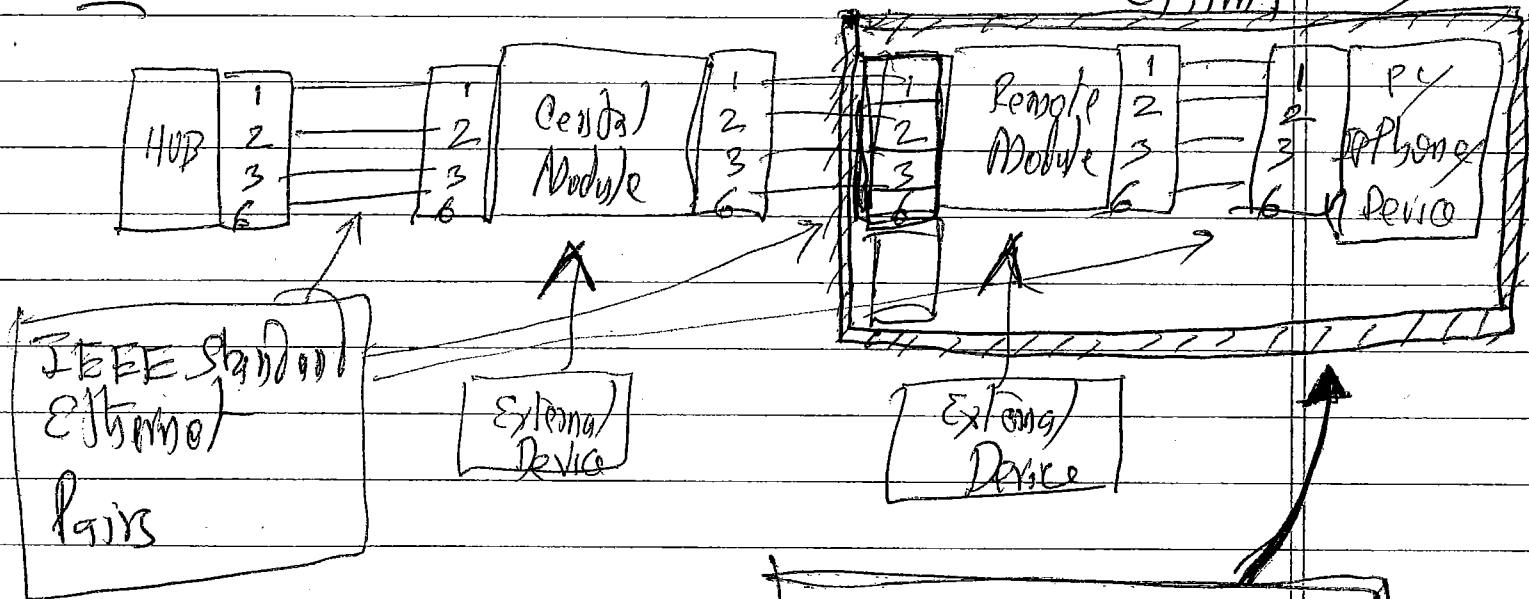 HUB
1
2
3
6
1
2
3
6
Central
Module
1
2
3
6
1
2
3
6
Remote
Module
1
2
3
6
1
2
3
6
PC/
IPPhone/
Device
IEEE Standard
Ethernet
Pairs
External
Device
External
Device